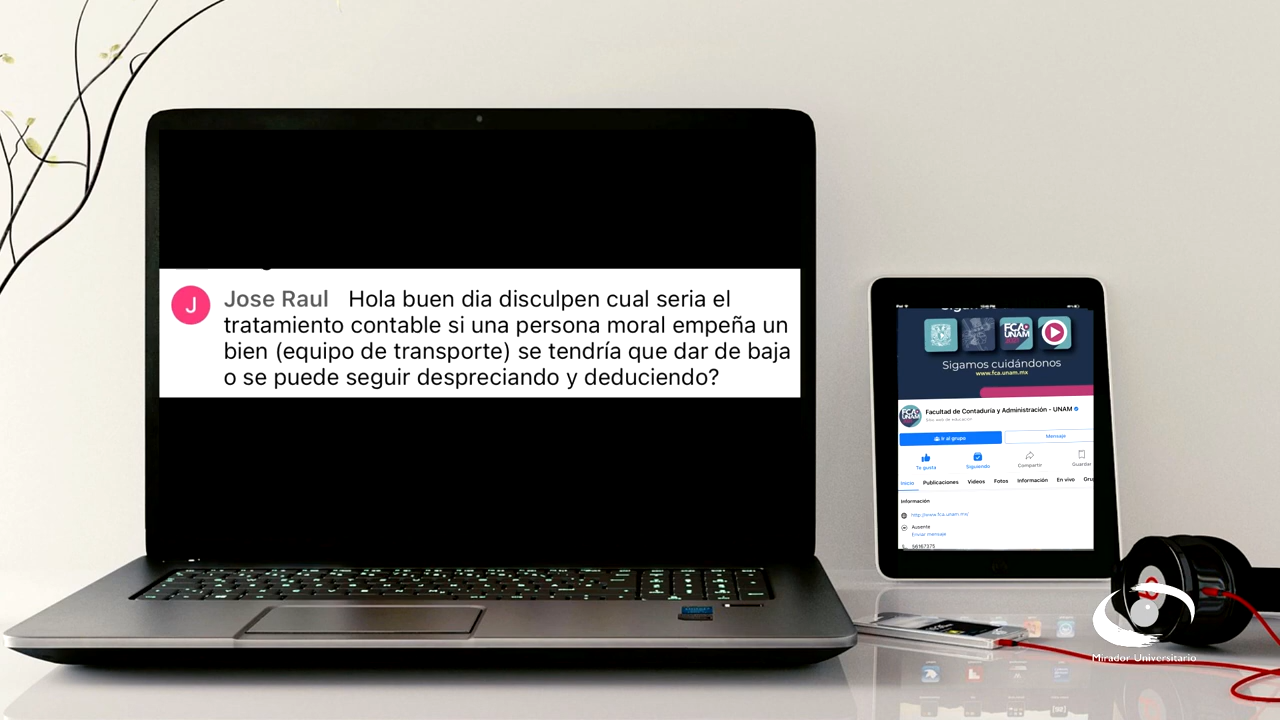 J
Jose Raul Hola buen dia disculpen cual seria el
tratamiento contable si una persona moral empeña un
bien (equipo de transporte) se tendría que dar de baja
o se puede seguir despreciando y deduciendo?
FCA
UNAM
Sigamos cuidándonos
www.fca.unam.mx
FCA
UNAM
Facultad de Contaduría y Administración - UNAM
Ir al grupo
Mensaje
Te gusta
Siguiendo
Compartir
Guardar
Inicio
Publicaciones
Videos
Fotos
Información
En vivo
Gru
Información
http://www.fca.unam.mx/
Ausente
Enviar mensaje
56167375
Mirador Universitario